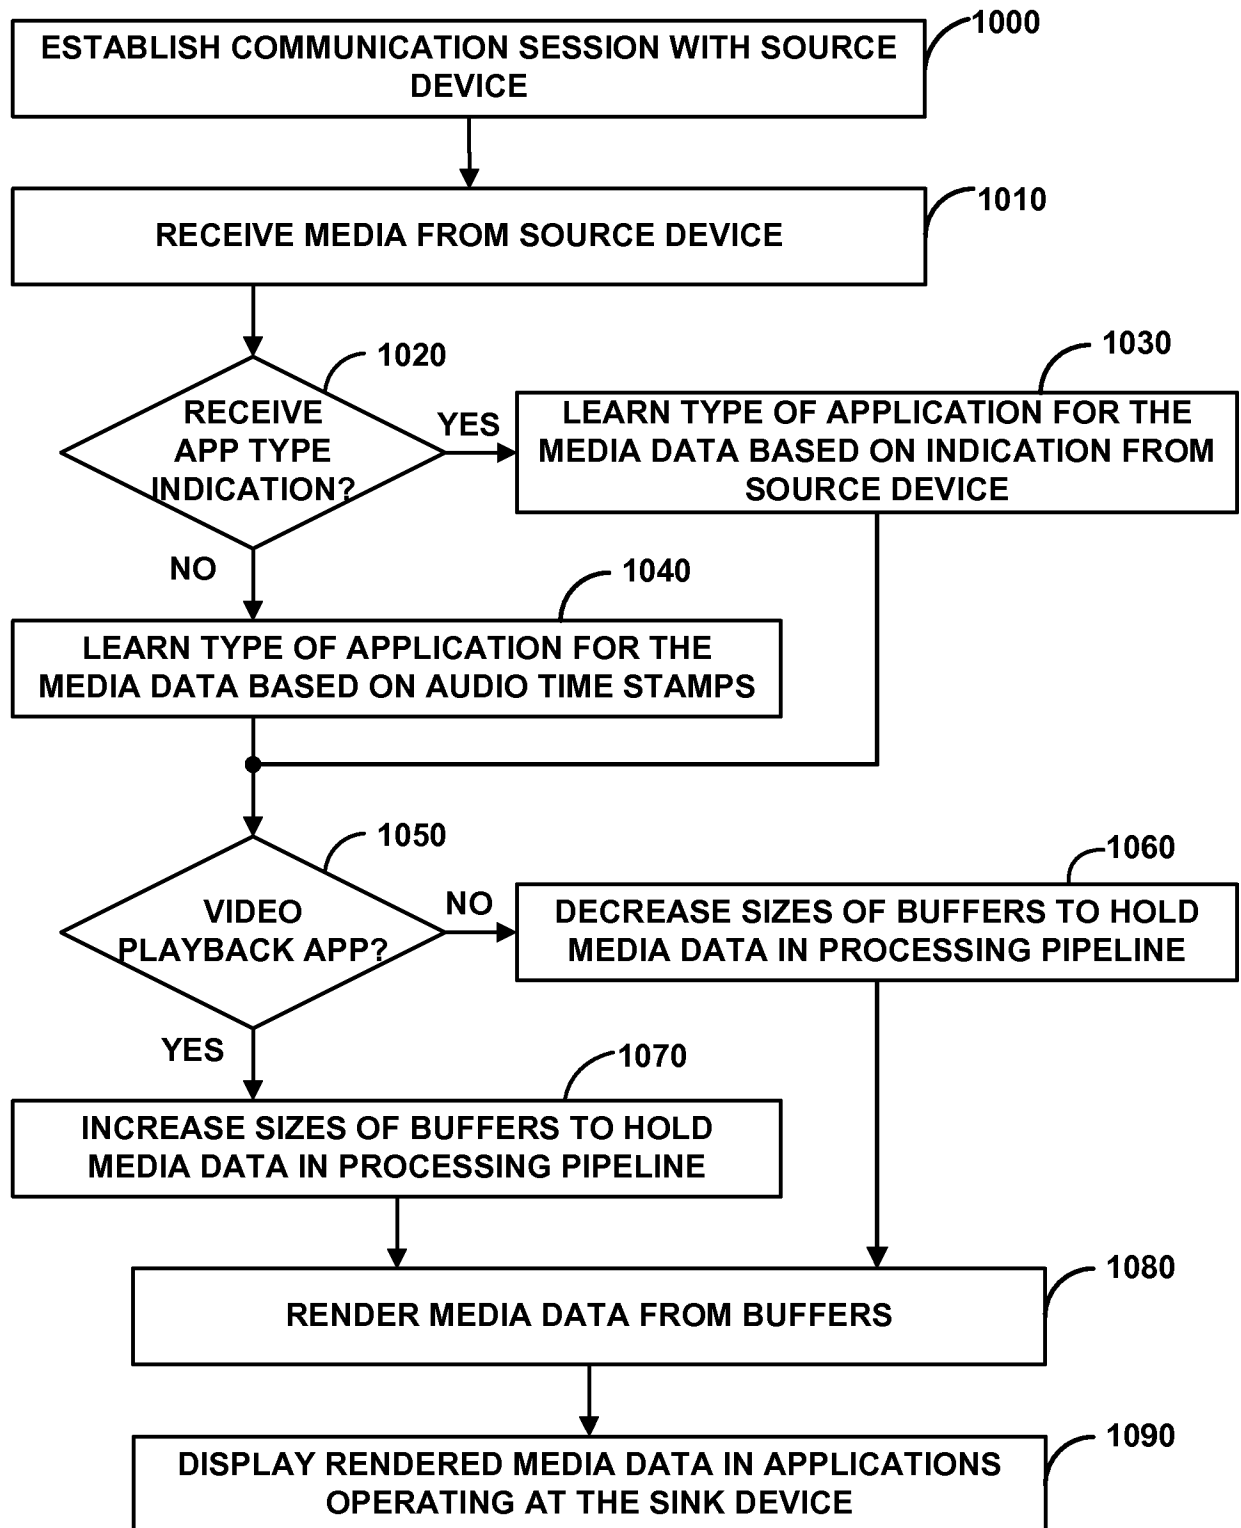 1000
ESTABLISH COMMUNICATION SESSION WITH SOURCE
DEVICE
1010
RECEIVE MEDIA FROM SOURCE DEVICE
1020
RECEIVE
APP TYPE
INDICATION?
YES
1030
LEARN TYPE OF APPLICATION FOR THE
MEDIA DATA BASED ON INDICATION FROM
SOURCE DEVICE
NO
1040
LEARN TYPE OF APPLICATION FOR THE
MEDIA DATA BASED ON AUDIO TIME STAMPS
1050
VIDEO
PLAYBACK APP?
NO
1060
DECREASE SIZES OF BUFFERS TO HOLD
MEDIA DATA IN PROCESSING PIPELINE
YES
1070
INCREASE SIZES OF BUFFERS TO HOLD
MEDIA DATA IN PROCESSING PIPELINE
1080
RENDER MEDIA DATA FROM BUFFERS
1090
DISPLAY RENDERED MEDIA DATA IN APPLICATIONS
OPERATING AT THE SINK DEVICE